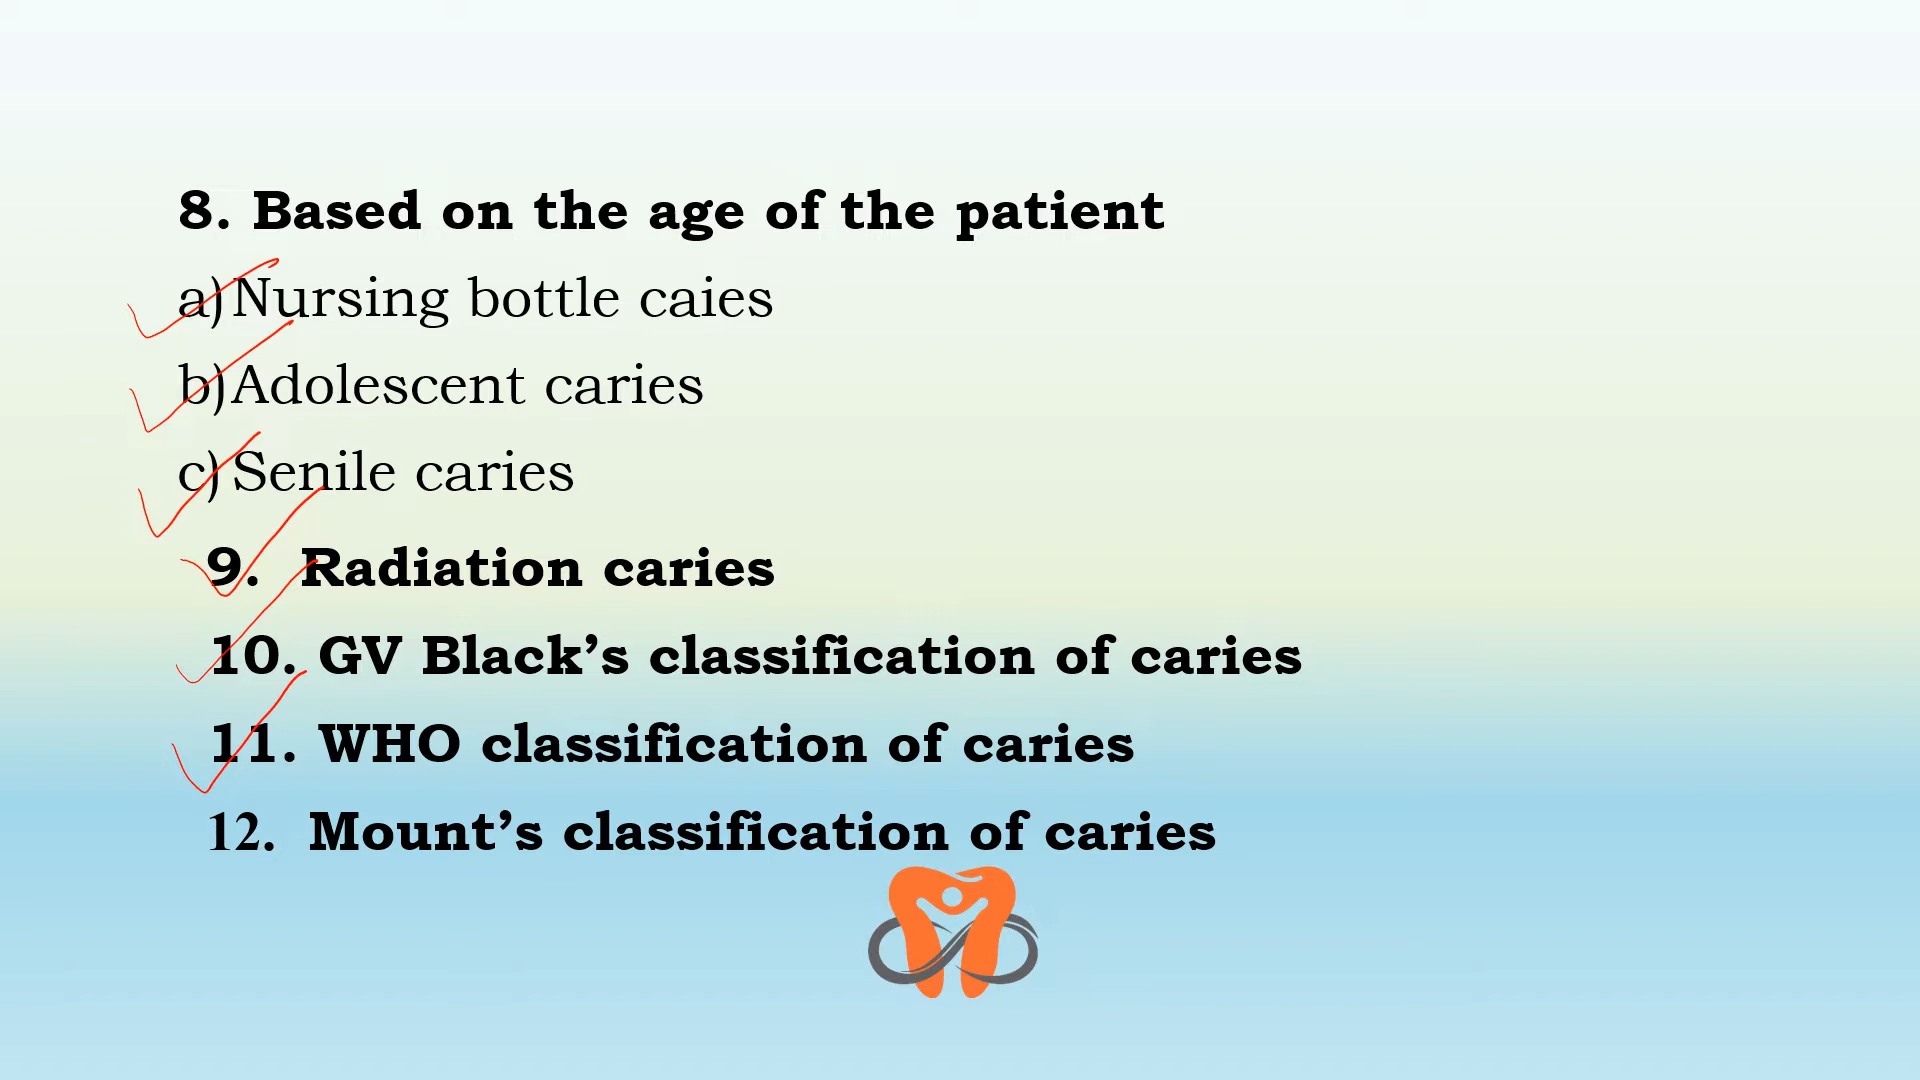 8. Based on the age of the patient
a) Nursing bottle caies
b) Adolescent caries
c) Senile caries
9. Radiation caries
10. GV Black’s classification of caries
11. WHO classification of caries
12. Mount’s classification of caries